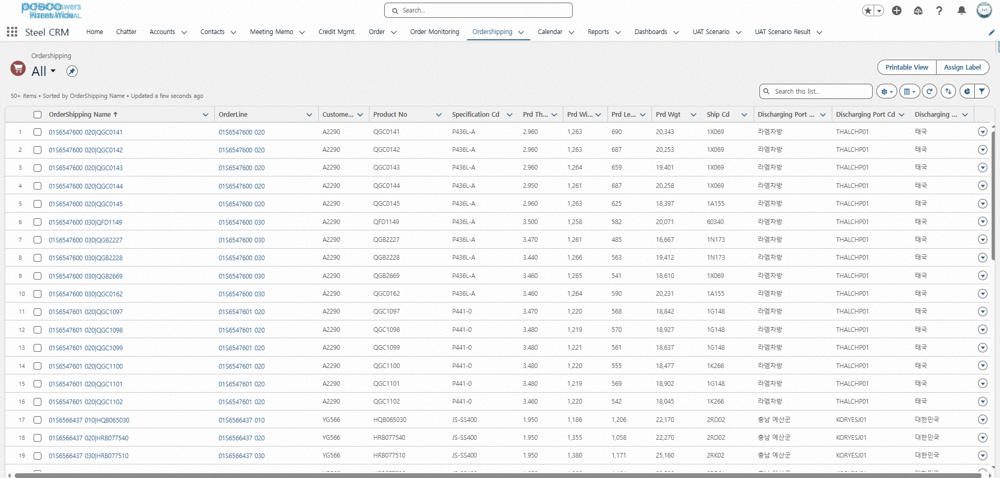 posco
INTERNATIONAL
Search...
Steel CRM Home Chatter Accounts Contacts Meeting Memo Credit Mgmt. Order Order Monitoring Ordershipping Calendar Reports Dashboards UAT Scenario UAT Scenario Result
Ordershipping
All
Printable View Assign Label
50+ items • Sorted by OrderShipping Name • Updated a few seconds ago
Search this list...
OrderShipping Name ↑ OrderLine Custome... Product No Specification Cd Prd Th... Prd Wi... Prd Le... Prd Wgt Ship Cd Discharging Port ... Discharging Port Cd Discharging ...
1 01S6547600 020|QGC0141 01S6547600 020 A2290 QGC0141 P436L-A 2.960 1,263 690 20,343 1X069 라엠차방 THALCHP01 태국
2 01S6547600 020|QGC0142 01S6547600 020 A2290 QGC0142 P436L-A 2.960 1,263 687 20,253 1X069 라엠차방 THALCHP01 태국
3 01S6547600 020|QGC0143 01S6547600 020 A2290 QGC0143 P436L-A 2.960 1,264 659 19,401 1X069 라엠차방 THALCHP01 태국
4 01S6547600 020|QGC0144 01S6547600 020 A2290 QGC0144 P436L-A 2.950 1,261 687 20,258 1X069 라엠차방 THALCHP01 태국
5 01S6547600 020|QGC0145 01S6547600 020 A2290 QGC0145 P436L-A 2.960 1,263 625 18,397 1A155 라엠차방 THALCHP01 태국
6 01S6547600 030|QFD1149 01S6547600 030 A2290 QFD1149 P436L-A 3.500 1,258 582 20,071 60340 라엠차방 THALCHP01 태국
7 01S6547600 030|QGB2227 01S6547600 030 A2290 QGB2227 P436L-A 3.470 1,261 485 16,667 1N173 라엠차방 THALCHP01 태국
8 01S6547600 030|QGB2228 01S6547600 030 A2290 QGB2228 P436L-A 3.440 1,266 563 19,412 1N173 라엠차방 THALCHP01 태국
9 01S6547600 030|QGB2669 01S6547600 030 A2290 QGB2669 P436L-A 3.460 1,265 541 18,610 1X069 라엠차방 THALCHP01 태국
10 01S6547600 030|QGC0162 01S6547600 030 A2290 QGC0162 P436L-A 3.460 1,264 590 20,231 1A155 라엠차방 THALCHP01 태국
11 01S6547601 020|QGC1097 01S6547601 020 A2290 QGC1097 P441-0 3.470 1,220 568 18,842 1G148 라엠차방 THALCHP01 태국
12 01S6547601 020|QGC1098 01S6547601 020 A2290 QGC1098 P441-0 3.480 1,219 570 18,927 1G148 라엠차방 THALCHP01 태국
13 01S6547601 020|QGC1099 01S6547601 020 A2290 QGC1099 P441-0 3.480 1,221 561 18,637 1G148 라엠차방 THALCHP01 태국
14 01S6547601 020|QGC1100 01S6547601 020 A2290 QGC1100 P441-0 3.480 1,220 555 18,477 1K266 라엠차방 THALCHP01 태국
15 01S6547601 020|QGC1101 01S6547601 020 A2290 QGC1101 P441-0 3.480 1,219 569 18,902 1G148 라엠차방 THALCHP01 태국
16 01S6547601 020|QGC1102 01S6547601 020 A2290 QGC1102 P441-0 3.460 1,220 542 18,045 1K266 라엠차방 THALCHP01 태국
17 01S6566437 010|HQB065030 01S6566437 010 YG566 HQB065030 JS-SS400 1.950 1,186 1,206 22,170 2RD02 충남 예산군 KORYESJ01 대한민국
18 01S6566437 020|HRB077540 01S6566437 020 YG566 HRB077540 JS-SS400 1.950 1,355 1,058 22,270 2RD02 충남 예산군 KORYESJ01 대한민국
19 01S6566437 030|HRB077510 01S6566437 030 YG566 HRB077510 JS-SS400 1.950 1,380 1,171 25,160 2RK02 충남 예산군 KORYESJ01 대한민국